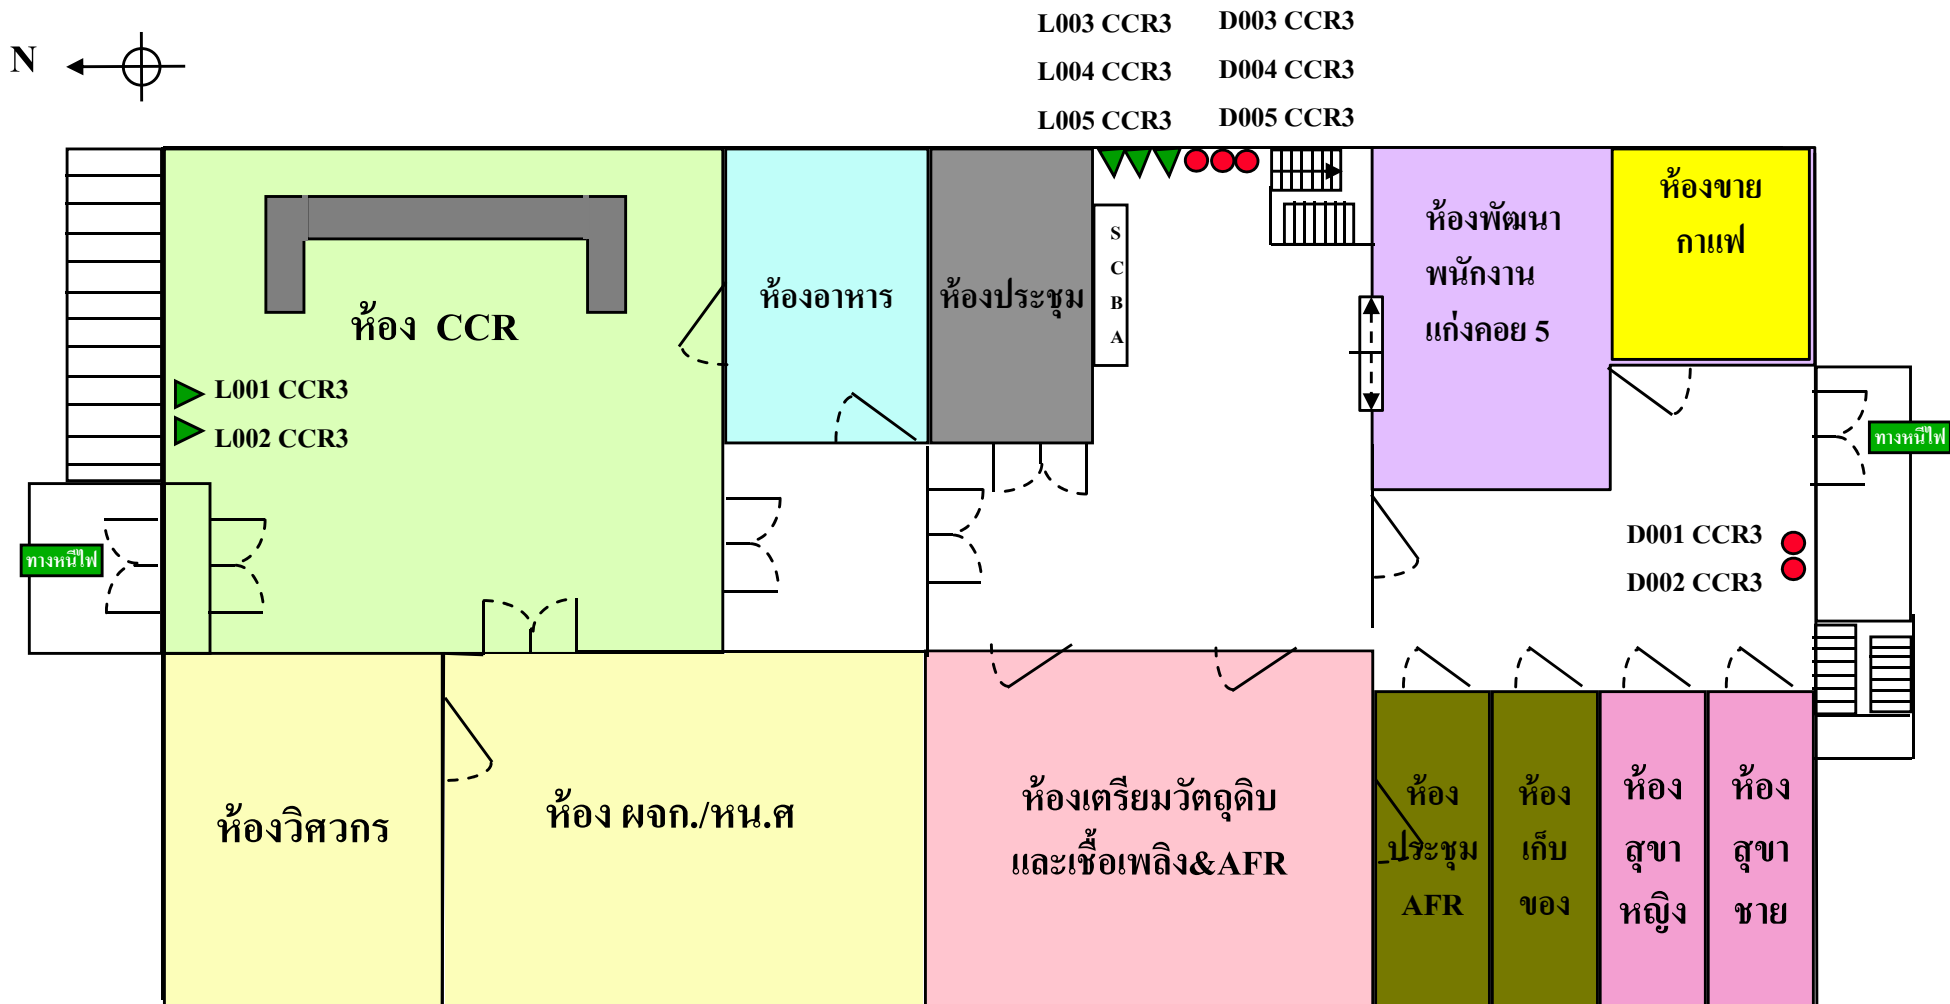 L003 CCR3 D003 CCR3
N
L004 CCR3 D004 CCR3
L005 CCR3 D005 CCR3
ห้องขาย
กาแฟ
ห้องพัฒนา
พนักงาน
แก่งคอย 5
S
C
B
A
ห้องอาหาร
ห้องประชุม
ห้อง CCR
L001 CCR3
L002 CCR3
ทางหนีไฟ
D001 CCR3
D002 CCR3
ทางหนีไฟ
ห้องวิศวกร
ห้อง ผจก./หน.ศ
ห้องเตรียมวัตถุดิบ
และเชื้อเพลิง&AFR
ห้อง
ประชุม
AFR
ห้อง
เก็บ
ของ
ห้อง
สุขา
หญิง
ห้อง
สุขา
ชาย